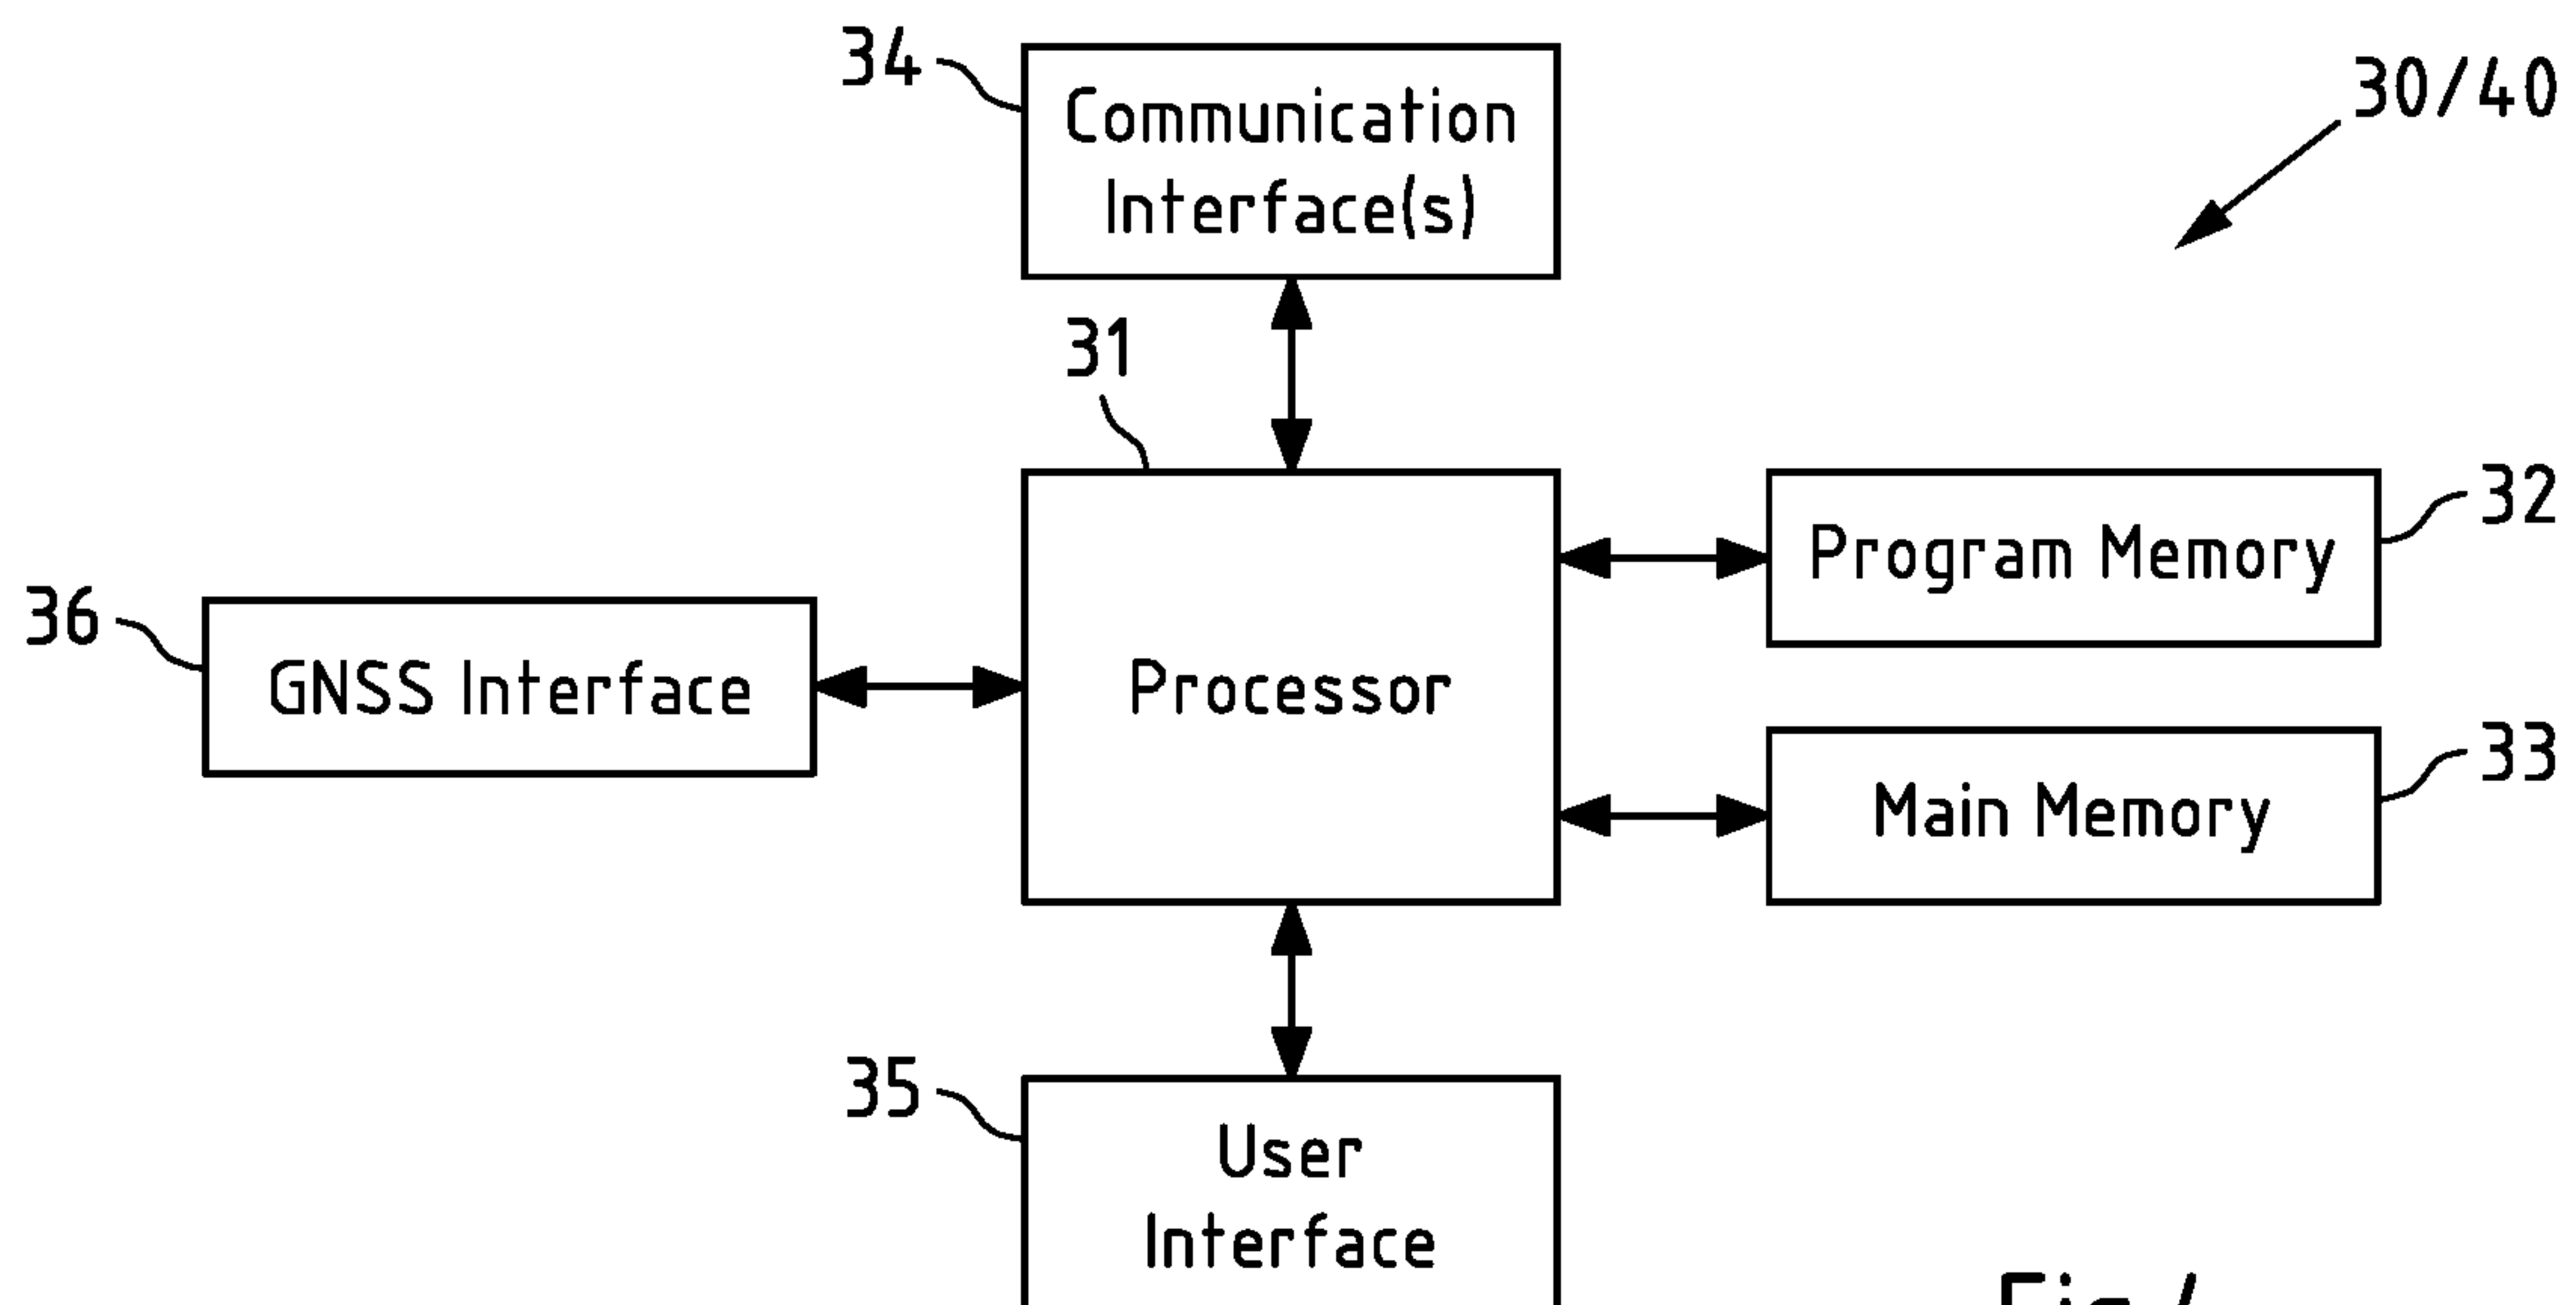 34
Communication
Interface(s)
30/40
31
Processor
32
Program Memory
36
GNSS Interface
33
Main Memory
35
User
Interface